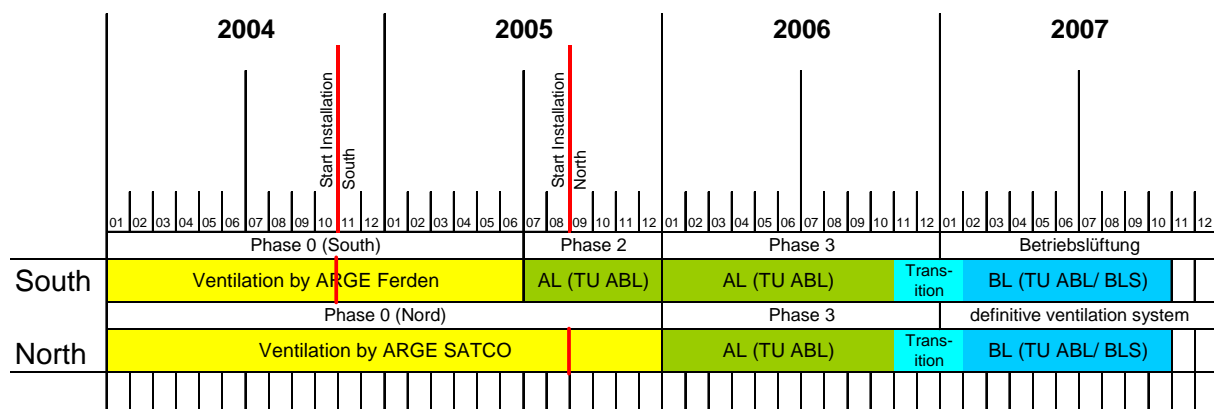 2004 2005 2006 2007
Start Installation
South
Start Installation
North
01 02 03 04 05 06 07 08 09 10 11 12 01 02 03 04 05 06 07 08 09 10 11 12 01 02 03 04 05 06 07 08 09 10 11 12 01 02 03 04 05 06 07 08 09 10 11 12
Phase 0 (South) Phase 2 Phase 3 Betriebslüftung
South Ventilation by ARGE Ferden AL (TU ABL) AL (TU ABL) Trans-
ition BL (TU ABL/ BLS)
Phase 0 (Nord) Phase 3 definitive ventilation system
North Ventilation by ARGE SATCO AL (TU ABL) Trans-
ition BL (TU ABL/ BLS)